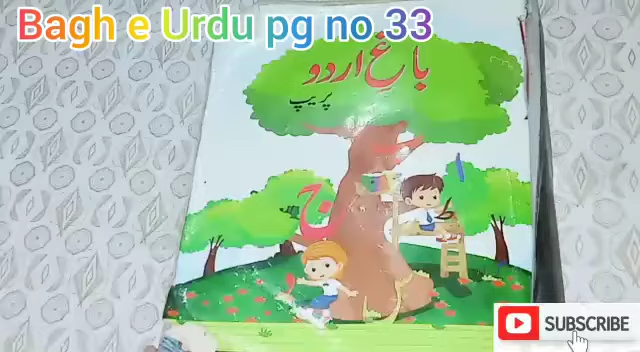 Bagh e Urdu pg no 33
باغِ اردو
پریپ
ا
ج
SUBSCRIBE